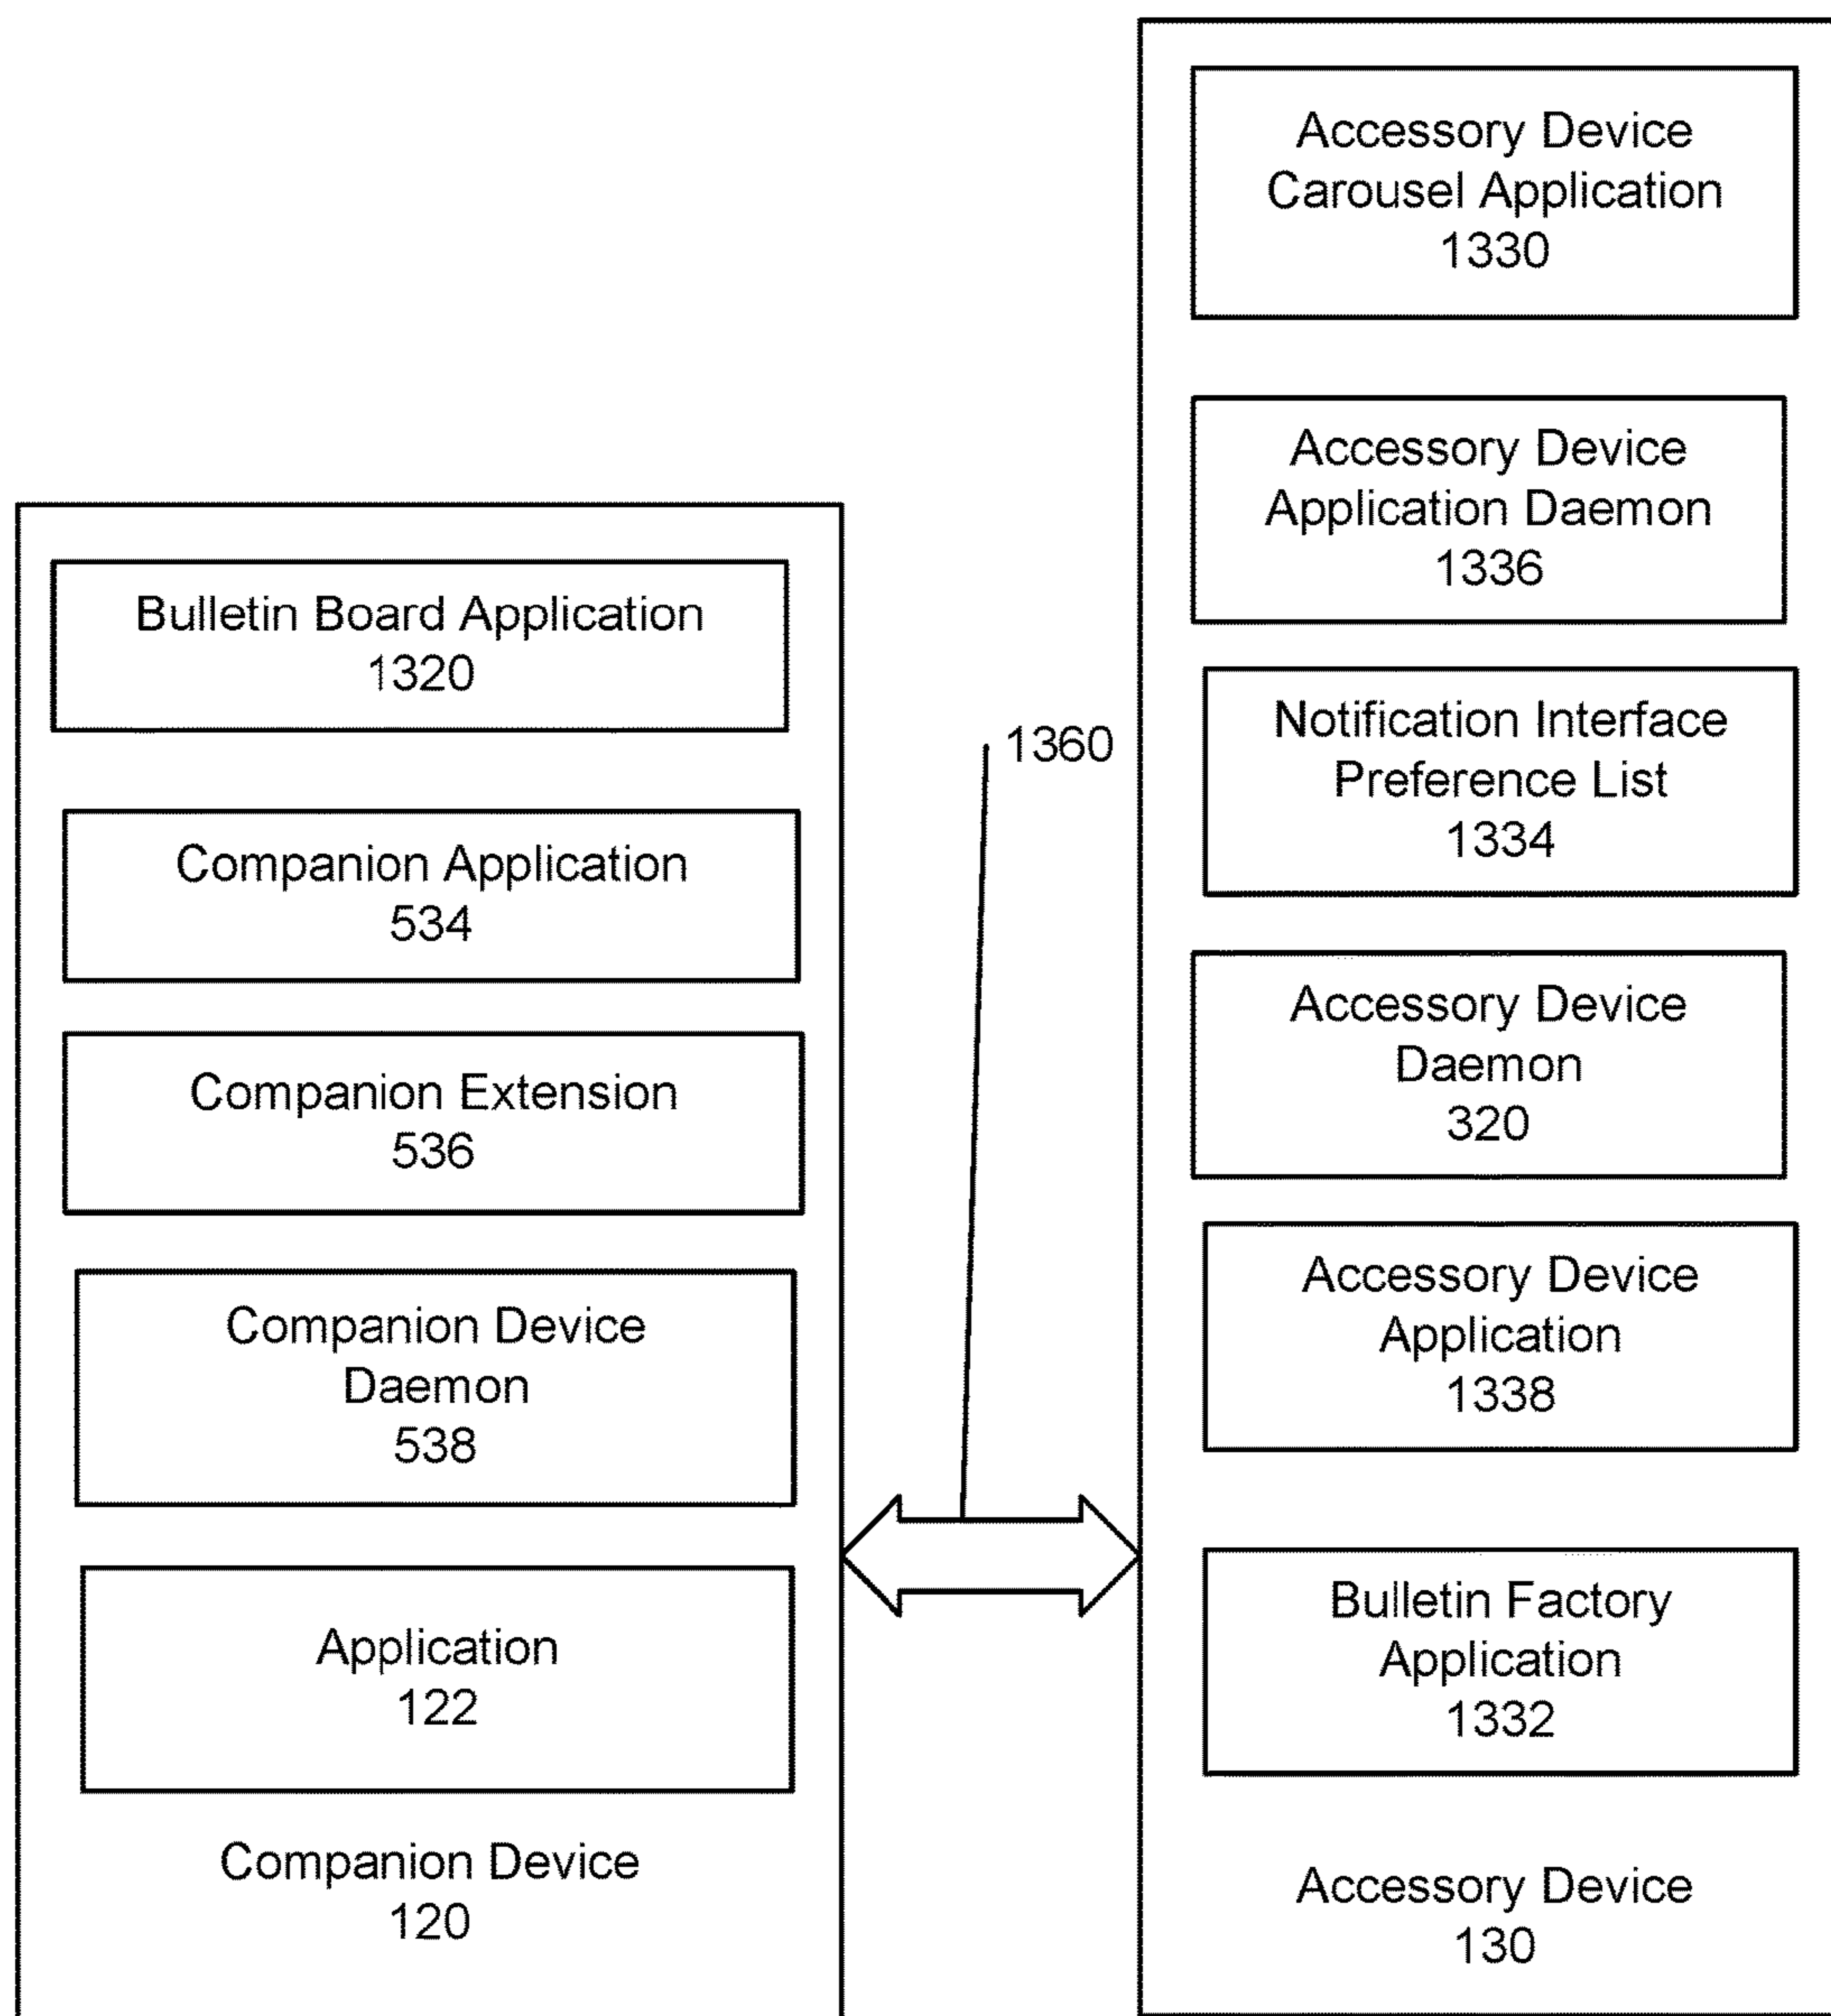 Bulletin Board Application
1320
Companion Application
534
Companion Extension
536
Companion Device
Daemon
538
Application
122
Companion Device
120
1360
Accessory Device
Carousel Application
1330
Accessory Device
Application Daemon
1336
Notification Interface
Preference List
1334
Accessory Device
Daemon
320
Accessory Device
Application
1338
Bulletin Factory
Application
1332
Accessory Device
130